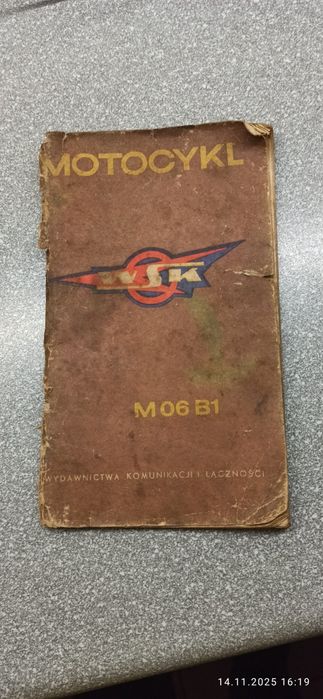 MOTOCYKL
WSK
M 06 B1
WYDAWNICTWA KOMUNIKACJI I ŁĄCZNOŚCI
14.11.2025 16:19